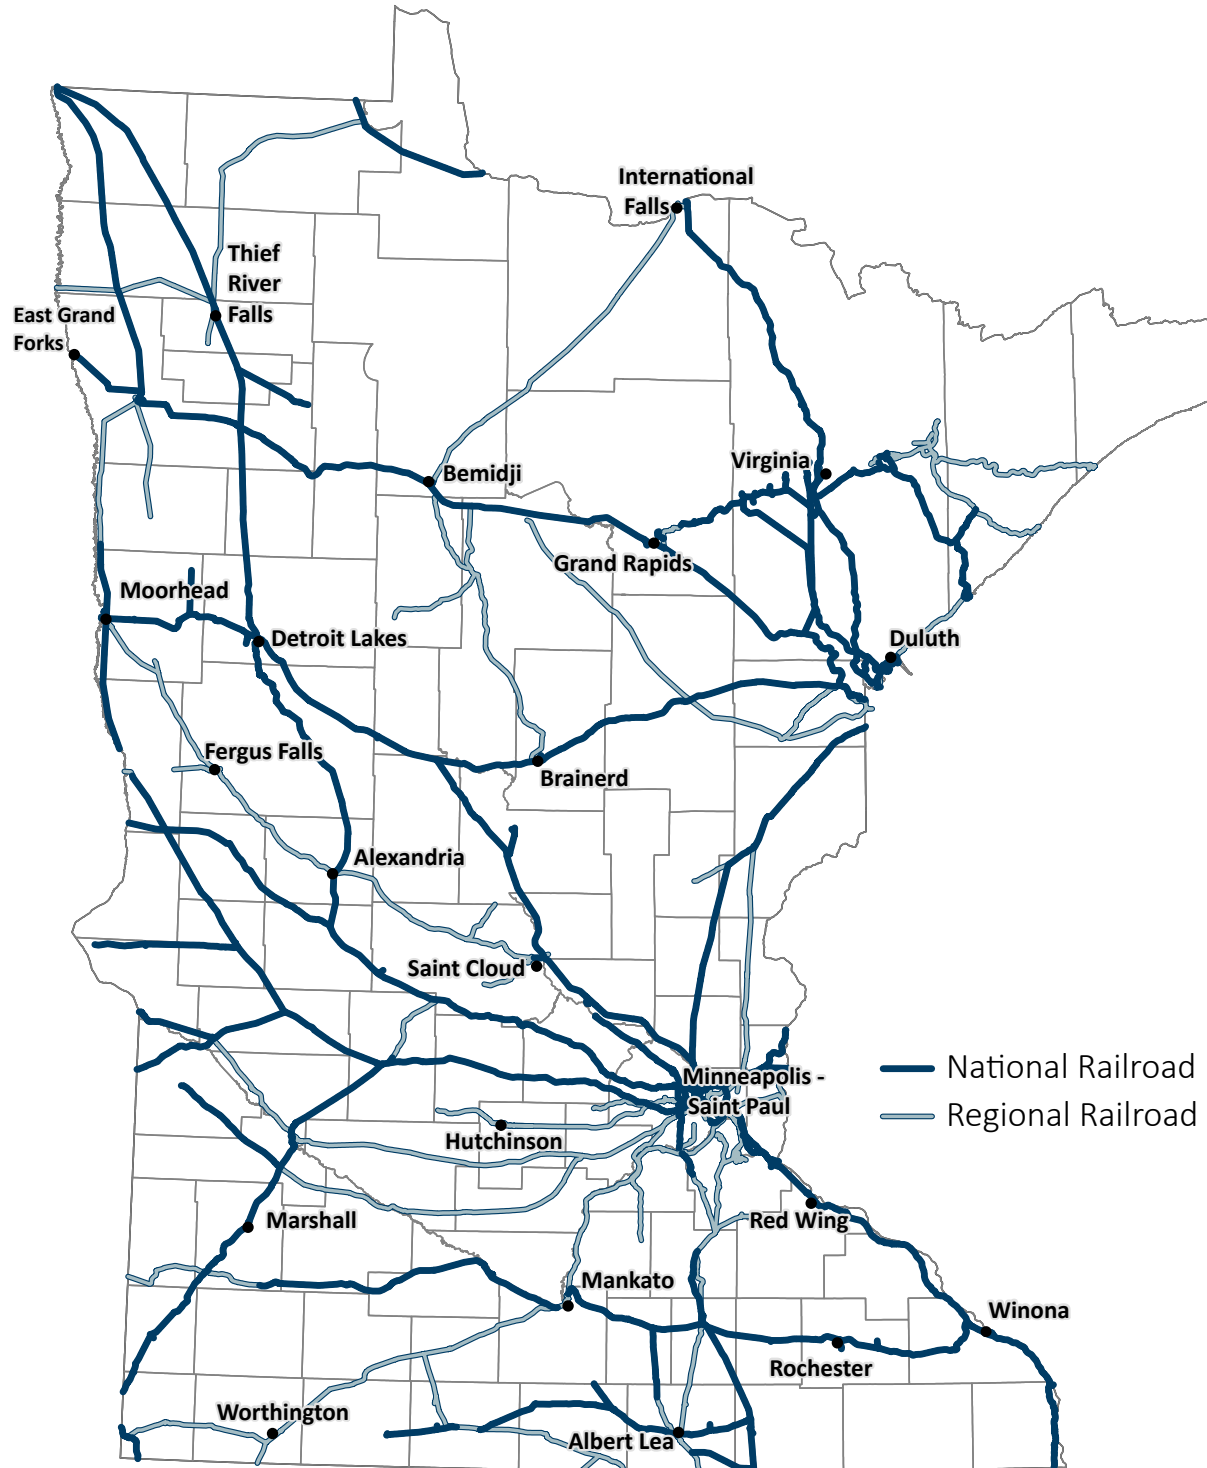 International
Falls
Thief
River
Falls
East Grand
Forks
Bemidji
Virginia
Grand Rapids
Moorhead
Detroit Lakes
Duluth
Fergus Falls
Brainerd
Alexandria
Saint Cloud
National Railroad
Regional Railroad
Minneapolis -
Saint Paul
Hutchinson
Marshall
Red Wing
Mankato
Winona
Rochester
Worthington
Albert Lea